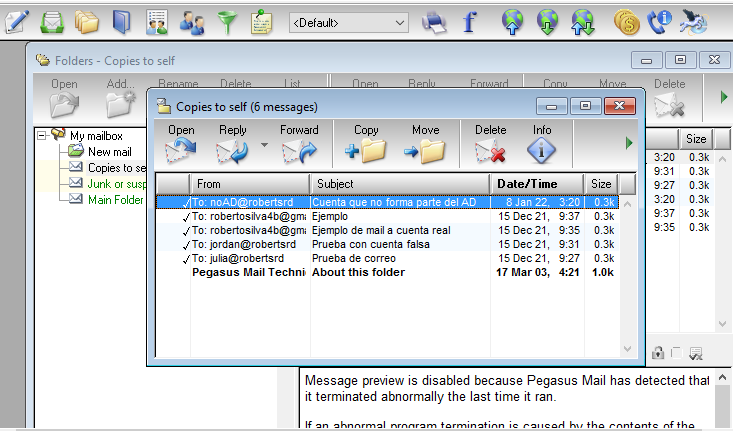 <Default>
Folders - Copies to self
Open Add... Rename Delete List Open Reply Forward Copy Move Delete
My mailbox
New mail
Copies to se
Junk or susp
Main Folder
Size
3:20 0.3k
9:31 0.3k
9:27 0.3k
3:20 0.3k
9:37 0.3k
9:35 0.3k
Copies to self (6 messages)
Open Reply Forward Copy Move Delete Info
From Subject Date/Time Size
To: noAD@robertsrd Cuenta que no forma parte del AD 8 Jan 22, 3:20 0.3k
To: robertosilva4b@gma Ejemplo 15 Dec 21, 9:37 0.3k
To: robertosilva4b@gmai Ejemplo de mail a cuenta real 15 Dec 21, 9:35 0.3k
To: jordan@robertsrd Prueba con cuenta falsa 15 Dec 21, 9:31 0.3k
To: julia@robertsrd Prueba de correo 15 Dec 21, 9:27 0.3k
Pegasus Mail Techni About this folder 17 Mar 03, 4:21 1.0k
Message preview is disabled because Pegasus Mail has detected that
it terminated abnormally the last time it ran.
If an abnormal program termination is caused by the contents of the